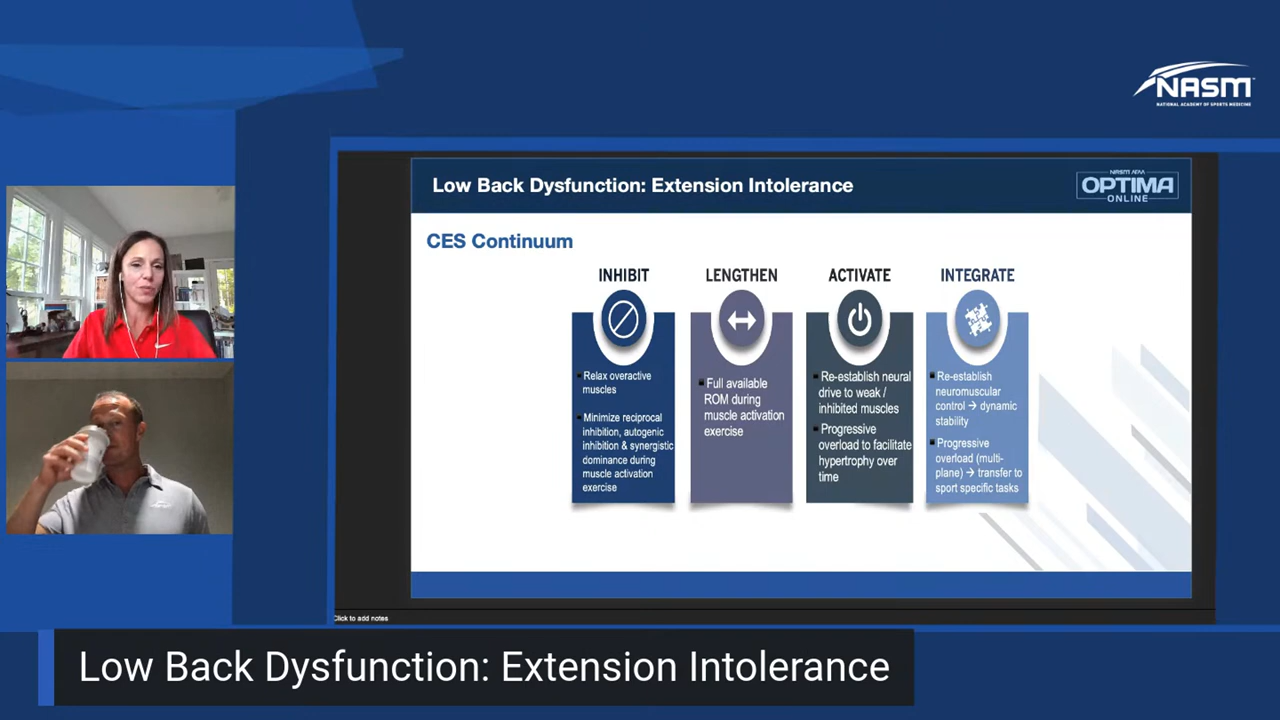 NASM
NATIONAL ACADEMY OF SPORTS MEDICINE
Low Back Dysfunction: Extension Intolerance
NASM AFAA
OPTIMA
ONLINE
CES Continuum
INHIBIT
Relax overactive
muscles
Minimize reciprocal
inhibition, autogenic
inhibition & synergistic
dominance during
muscle activation
exercise
LENGTHEN
Full available
ROM during
muscle activation
exercise
ACTIVATE
Re-establish neural
drive to weak /
inhibited muscles
Progressive
overload to facilitate
hypertrophy over
time
INTEGRATE
Re-establish
neuromuscular
control → dynamic
stability
Progressive
overload (multi-
plane) → transfer to
sport specific tasks
Click to add notes
Low Back Dysfunction: Extension Intolerance